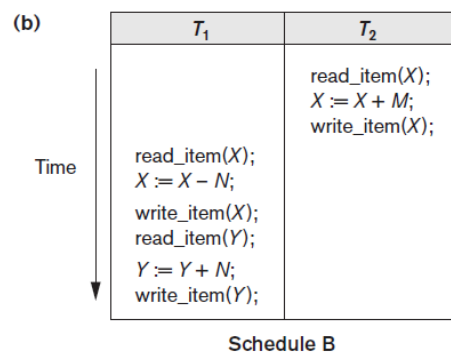 (b)
T1 T2
read_item(X);
X := X + M;
write_item(X);
Time
read_item(X);
X := X – N;
write_item(X);
read_item(Y);
Y := Y + N;
write_item(Y);
Schedule B